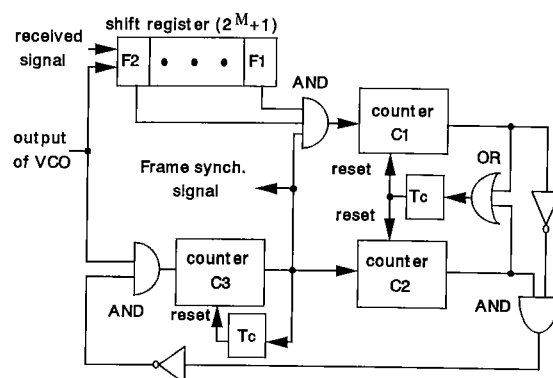 shift register (2^M+1)
received
signal
F2
F1
AND
counter
C1
output
of VCO
Frame synch.
signal
reset
OR
Tc
reset
counter
C3
counter
C2
AND
AND
reset
Tc